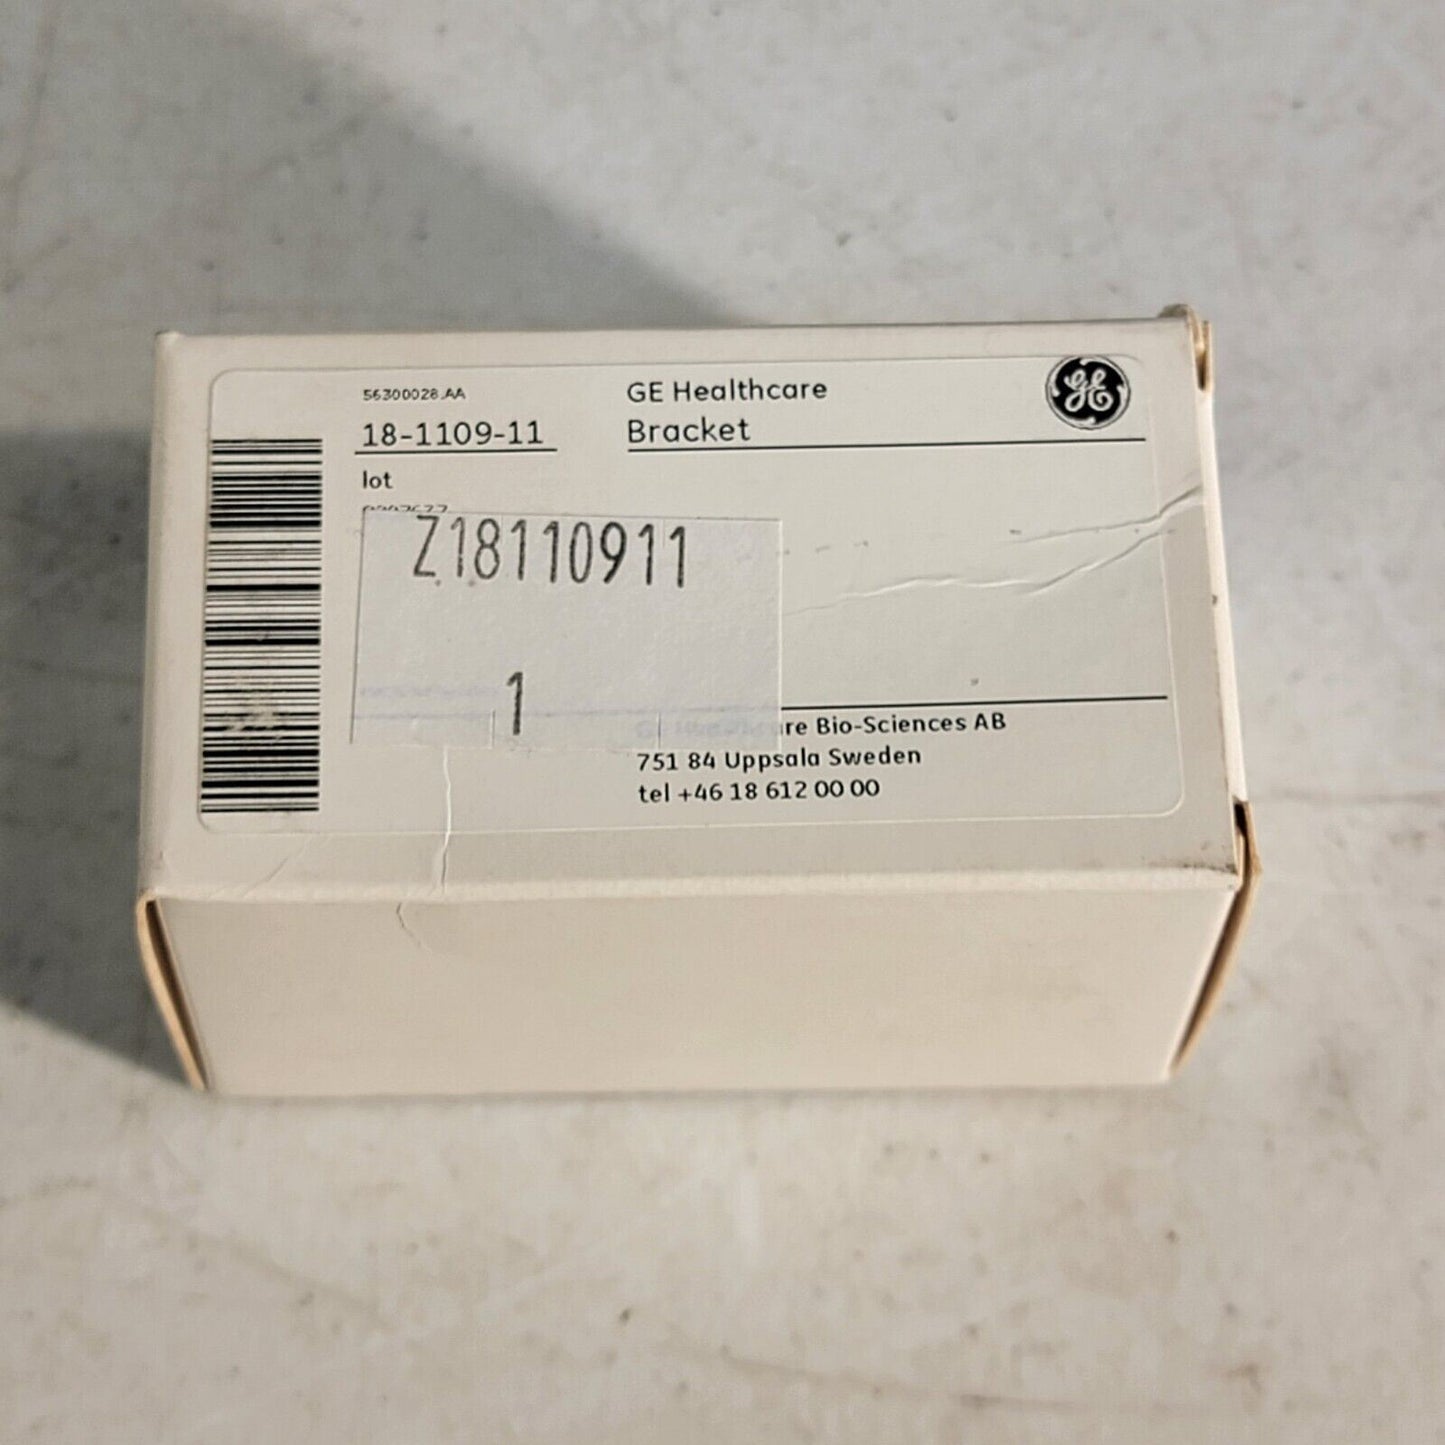 56300028.AA
18-1109-11
GE Healthcare
Bracket
GE
lot
Z18110911
1
re Bio-Sciences AB
751 84 Uppsala Sweden
tel +46 18 612 00 00